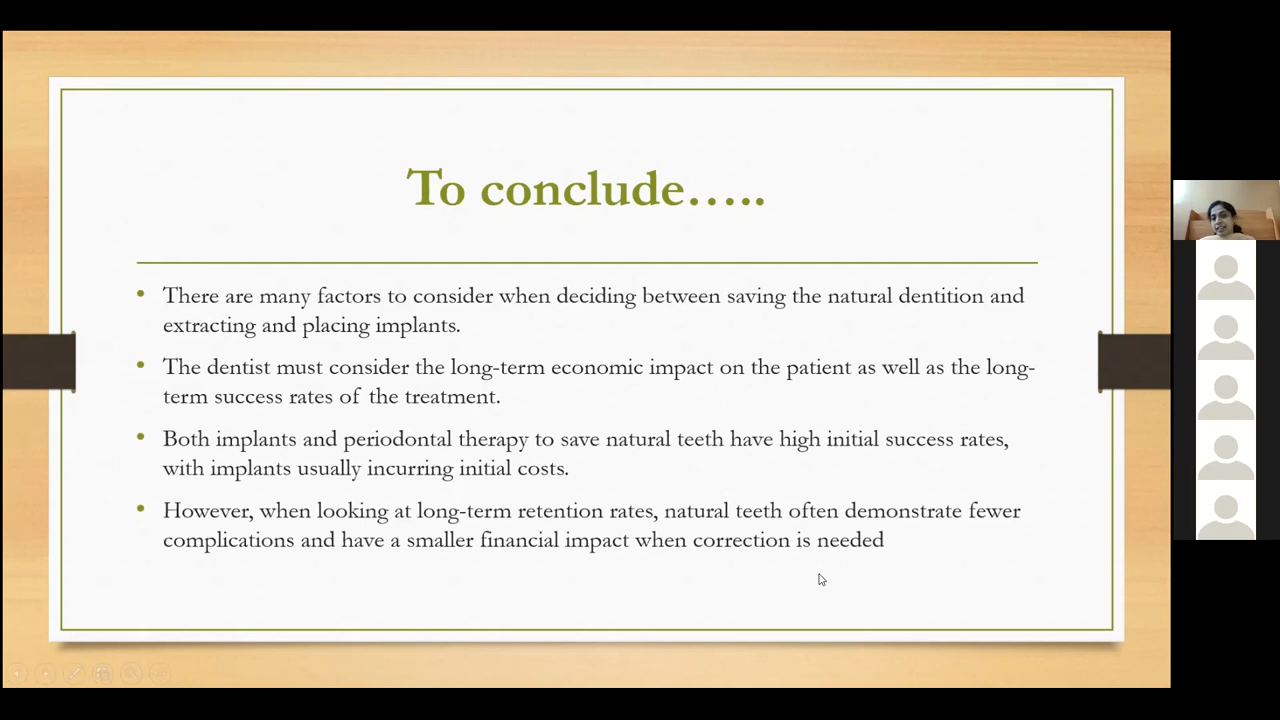 To conclude…..
• There are many factors to consider when deciding between saving the natural dentition and
extracting and placing implants.
• The dentist must consider the long-term economic impact on the patient as well as the long-
term success rates of the treatment.
• Both implants and periodontal therapy to save natural teeth have high initial success rates,
with implants usually incurring initial costs.
• However, when looking at long-term retention rates, natural teeth often demonstrate fewer
complications and have a smaller financial impact when correction is needed